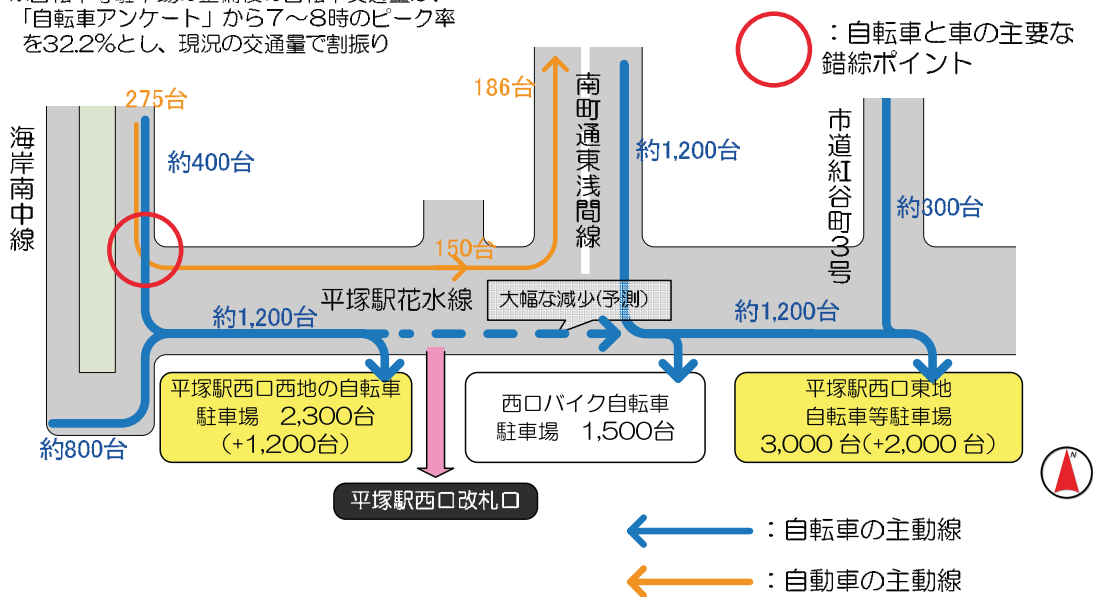 「自転車アンケート」から7～8時のピーク率
を32.2%とし、現況の交通量で割振り
：自転車と車の主要な
錯綜ポイント
275台
186台
海岸南中線
約400台
南町通東浅間線
約1,200台
市道紅谷町3号
約300台
150台
平塚駅花水線
大幅な減少(予測)
約1,200台
約1,200台
平塚駅西口西地の自転車
駐車場 2,300台
(+1,200台)
西口バイク自転車
駐車場 1,500台
平塚駅西口東地
自転車等駐車場
3,000 台(+2,000 台)
約800台
N
平塚駅西口改札口
：自転車の主動線
：自動車の主動線